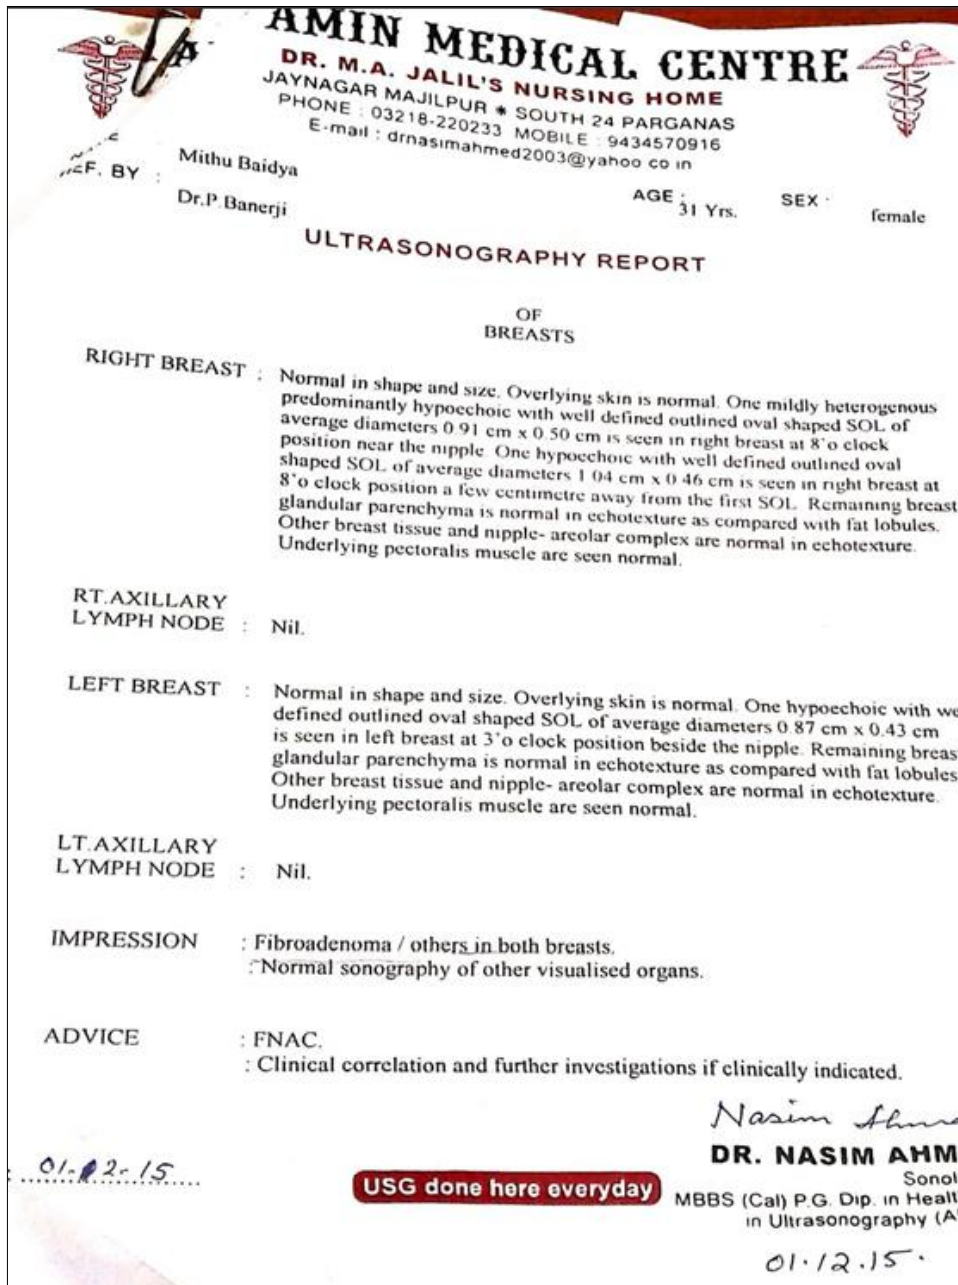 AMIN MEDICAL CENTRE
DR. M.A. JALIL'S NURSING HOME
JAYNAGAR MAJILPUR * SOUTH 24 PARGANAS
PHONE : 03218-220233 MOBILE : 9434570916
E-mail : drnasimahmed2003@yahoo co in
Mithu Baidya
EF. BY : Dr.P.Banerji
AGE : 31 Yrs. SEX : female
ULTRASONOGRAPHY REPORT
OF
BREASTS
RIGHT BREAST : Normal in shape and size. Overlying skin is normal. One mildly heterogenous
predominantly hypoechoic with well defined outlined oval shaped SOL of
average diameters 0.91 cm x 0.50 cm is seen in right breast at 8'o clock
position near the nipple. One hypoechoic with well defined outlined oval
shaped SOL of average diameters 1 04 cm x 0.46 cm is seen in right breast at
8'o clock position a few centimetre away from the first SOL. Remaining breast
glandular parenchyma is normal in echotexture as compared with fat lobules.
Other breast tissue and nipple- areolar complex are normal in echotexture.
Underlying pectoralis muscle are seen normal.
RT.AXILLARY
LYMPH NODE : Nil.
LEFT BREAST : Normal in shape and size. Overlying skin is normal. One hypoechoic with we
defined outlined oval shaped SOL of average diameters 0.87 cm x 0.43 cm
is seen in left breast at 3'o clock position beside the nipple. Remaining breas
glandular parenchyma is normal in echotexture as compared with fat lobules
Other breast tissue and nipple- areolar complex are normal in echotexture.
Underlying pectoralis muscle are seen normal.
LT.AXILLARY
LYMPH NODE : Nil.
IMPRESSION : Fibroadenoma / others in both breasts.
: Normal sonography of other visualised organs.
ADVICE : FNAC.
: Clinical correlation and further investigations if clinically indicated.
Nasim
DR. NASIM AHM
Sonol
MBBS (Cal) P.G. Dip. in Healt
in Ultrasonography (A
: 01-12-15
USG done here everyday
01.12.15.